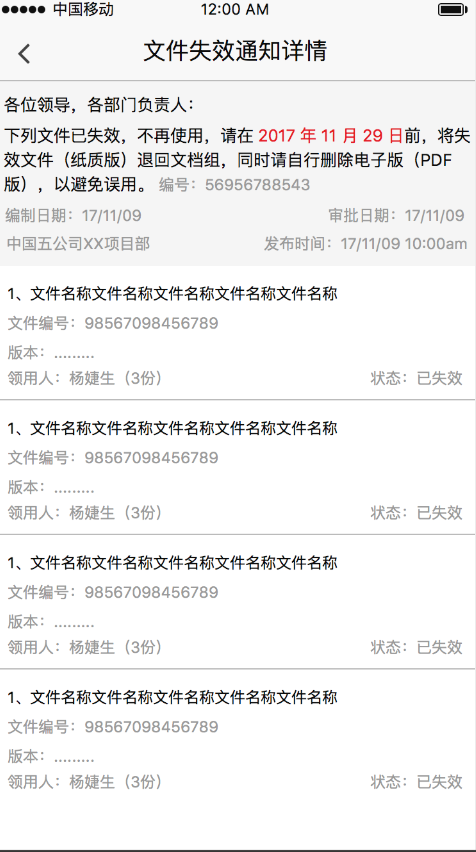 中国移动 12:00 AM
文件失效通知详情
各位领导，各部门负责人：
下列文件已失效，不再使用，请在 2017 年 11 月 29 日前，将失
效文件（纸质版）退回文档组，同时请自行删除电子版（PDF
版），以避免误用。 编号：56956788543
编制日期：17/11/09 审批日期：17/11/09
中国五公司XX项目部 发布时间：17/11/09 10:00am
1、文件名称文件名称文件名称文件名称文件名称
文件编号：98567098456789
版本：.........
领用人：杨婕生（3份） 状态：已失效
1、文件名称文件名称文件名称文件名称文件名称
文件编号：98567098456789
版本：.........
领用人：杨婕生（3份） 状态：已失效
1、文件名称文件名称文件名称文件名称文件名称
文件编号：98567098456789
版本：.........
领用人：杨婕生（3份） 状态：已失效
1、文件名称文件名称文件名称文件名称文件名称
文件编号：98567098456789
版本：.........
领用人：杨婕生（3份） 状态：已失效